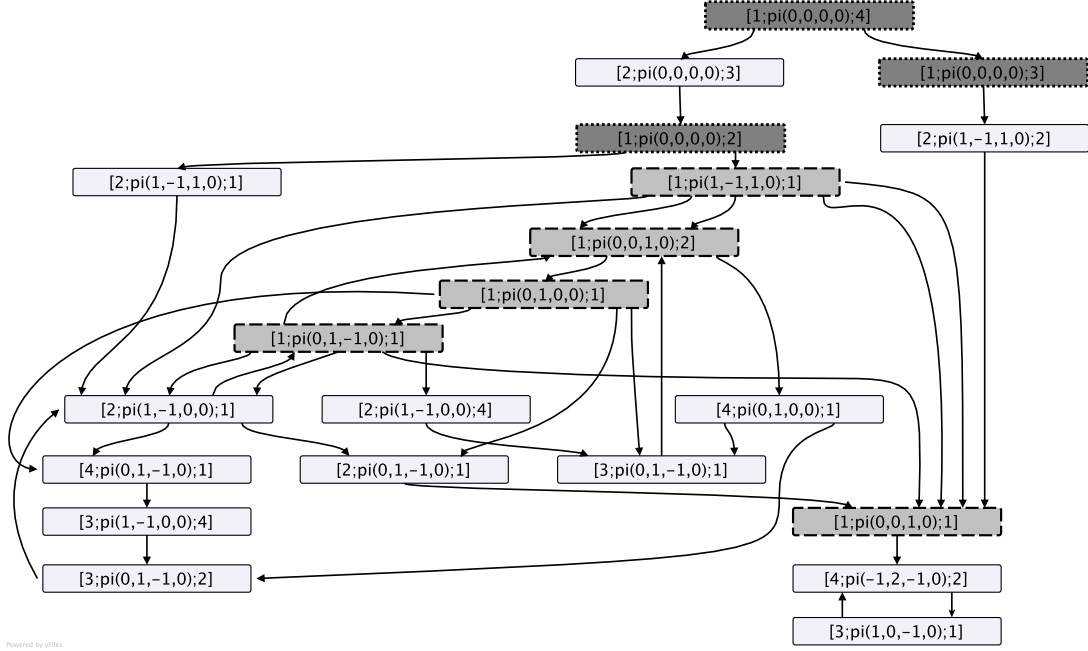 [1;pi(0,0,0,0);4]
[2;pi(0,0,0,0);3]
[1;pi(0,0,0,0);3]
[1;pi(0,0,0,0);2]
[2;pi(1,−1,1,0);2]
[2;pi(1,−1,1,0);1]
[1;pi(1,−1,1,0);1]
[1;pi(0,0,1,0);2]
[1;pi(0,1,0,0);1]
[1;pi(0,1,−1,0);1]
[2;pi(1,−1,0,0);1]
[2;pi(1,−1,0,0);4]
[4;pi(0,1,0,0);1]
[4;pi(0,1,−1,0);1]
[2;pi(0,1,−1,0);1]
[3;pi(0,1,−1,0);1]
[3;pi(1,−1,0,0);4]
[1;pi(0,0,1,0);1]
[3;pi(0,1,−1,0);2]
[4;pi(−1,2,−1,0);2]
[3;pi(1,0,−1,0);1]
Powered by yFiles